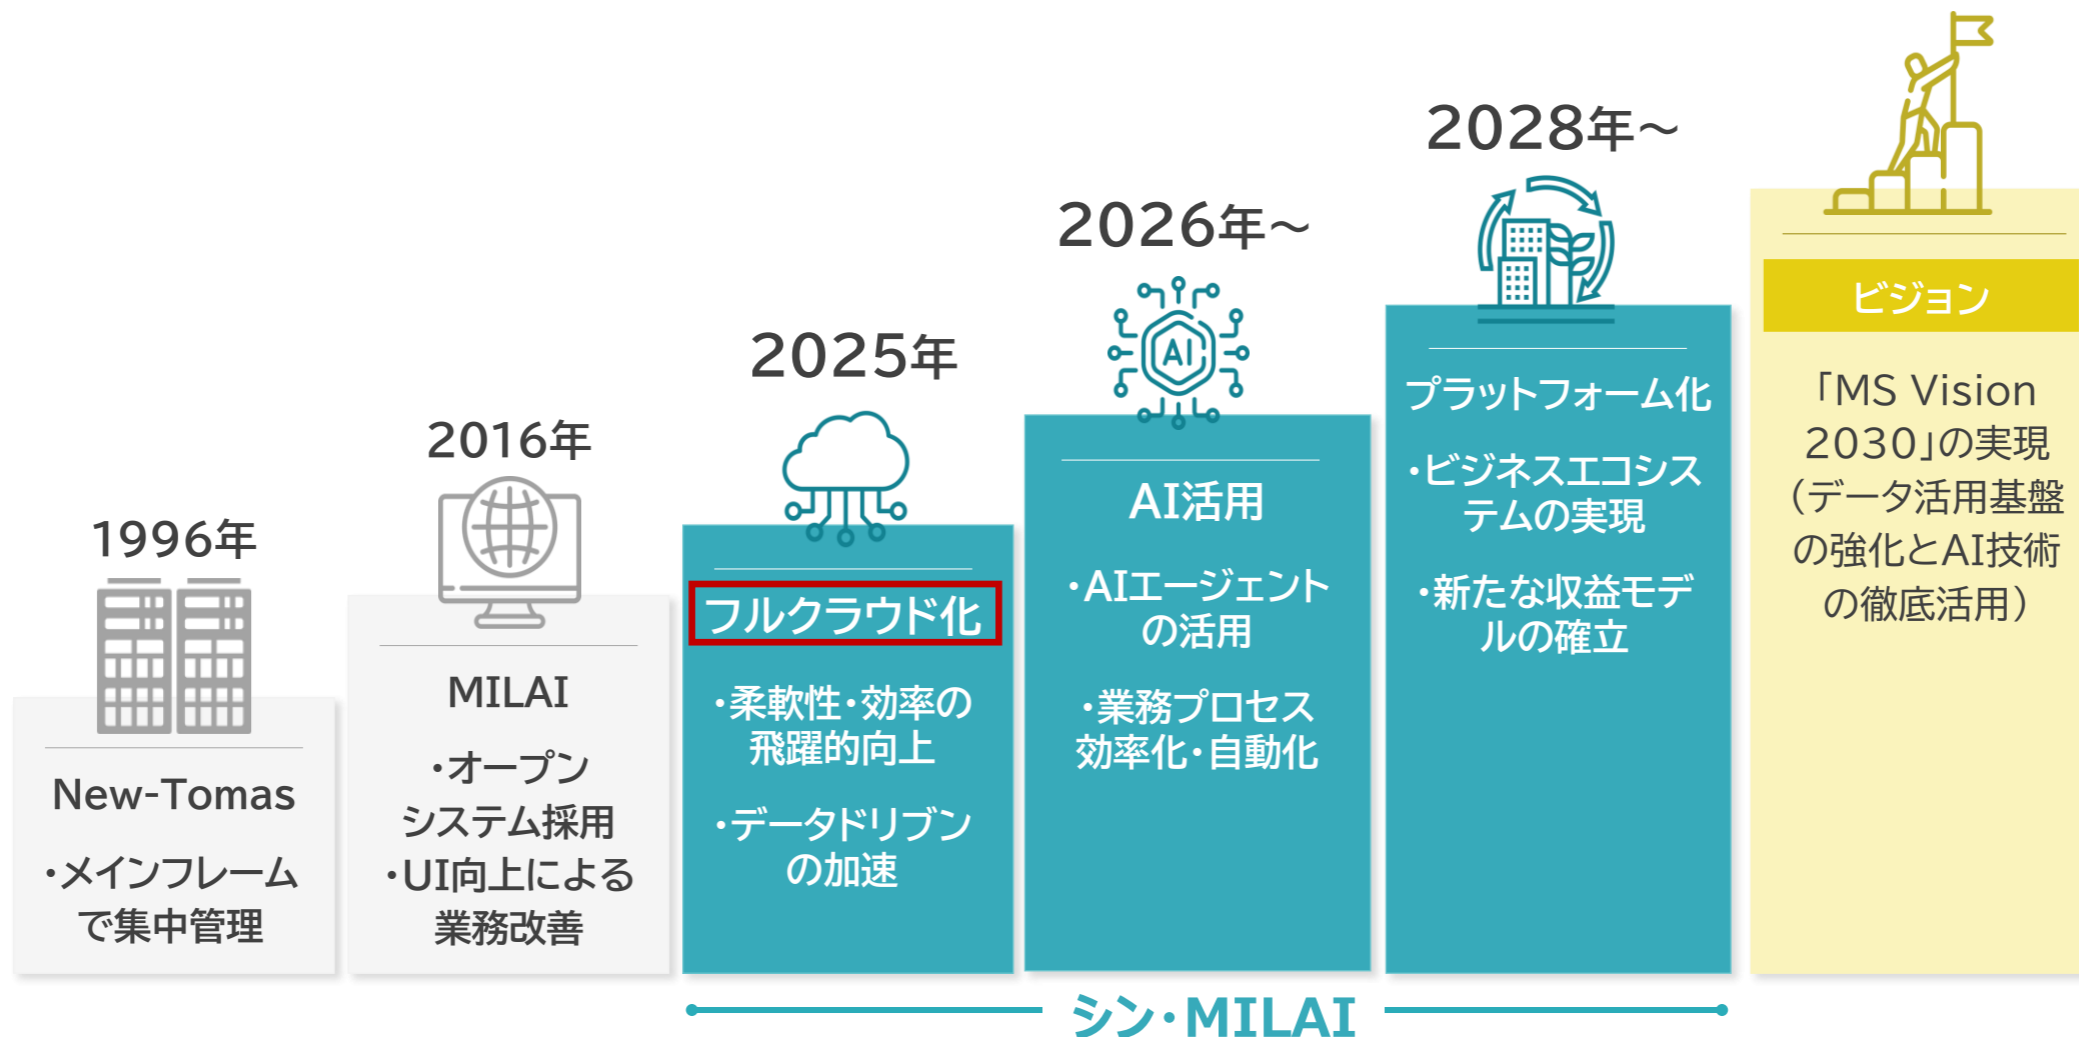 1996年
New-Tomas
・メインフレーム
で集中管理
2016年
MILAI
・オープン
システム採用
・UI向上による
業務改善
2025年
フルクラウド化
・柔軟性・効率の
飛躍的向上
・データドリブン
の加速
2026年～
AI
AI活用
・AIエージェント
の活用
・業務プロセス
効率化・自動化
2028年～
プラットフォーム化
・ビジネスエコシス
テムの実現
・新たな収益モデ
ルの確立
ビジョン
「MS Vision
2030」の実現
（データ活用基盤
の強化とAI技術
の徹底活用）
シン・MILAI